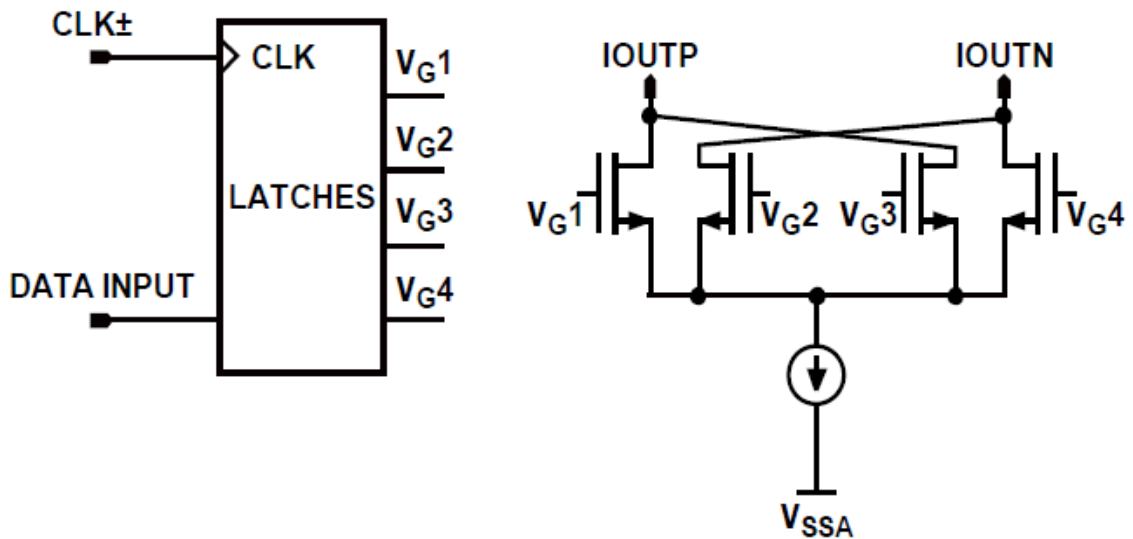 CLK±
CLK
VG1
VG2
LATCHES
VG3
DATA INPUT
VG4
IOUTP
IOUTN
VG1
VG2
VG3
VG4
VSSA